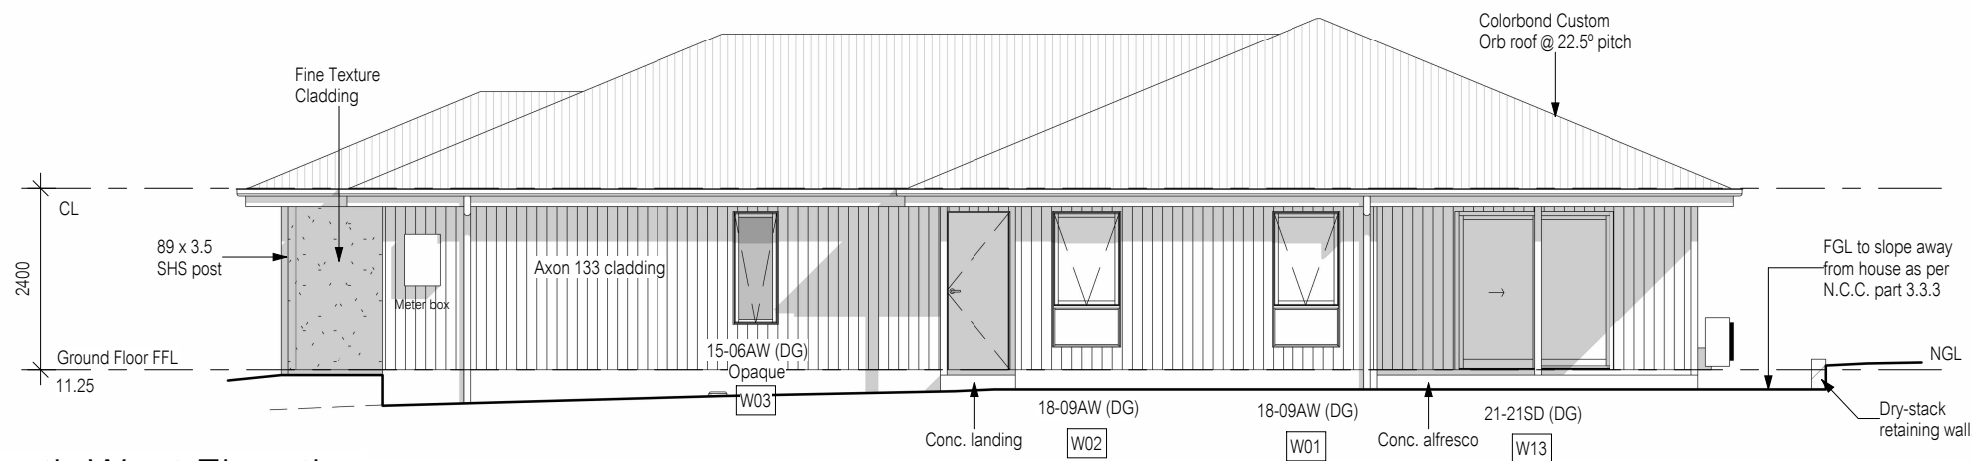 Colorbond Custom
Orb roof @ 22.5º pitch
Fine Texture
Cladding
CL
2400
89 x 3.5
SHS post
Meter box
Axon 133 cladding
FGL to slope away
from house as per
N.C.C. part 3.3.3
Ground Floor FFL
11.25
15-06AW (DG)
Opaque
W03
NGL
Conc. landing
18-09AW (DG)
W02
18-09AW (DG)
W01
Conc. alfresco
21-21SD (DG)
W13
Dry-stack
retaining wall